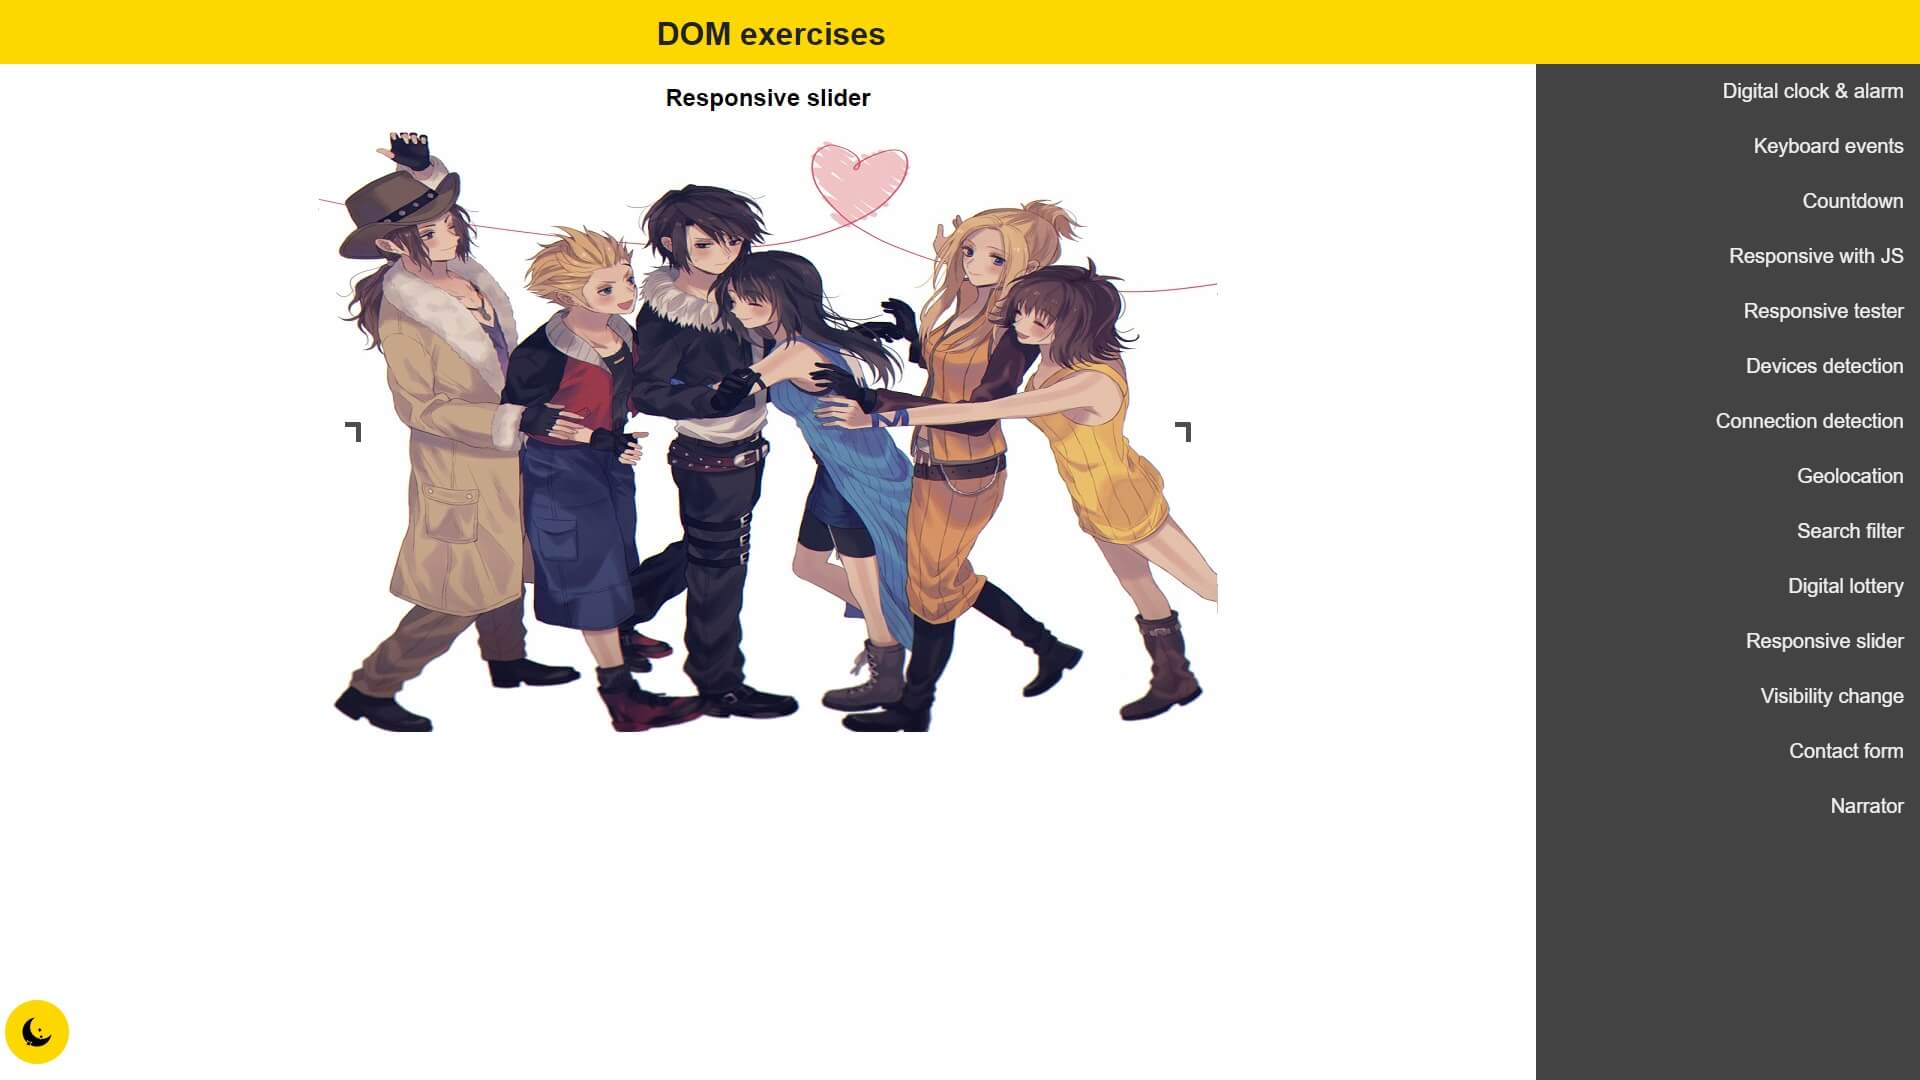 DOM exercises
Responsive slider
Digital clock & alarm
Keyboard events
Countdown
Responsive with JS
Responsive tester
Devices detection
Connection detection
Geolocation
Search filter
Digital lottery
Responsive slider
Visibility change
Contact form
Narrator